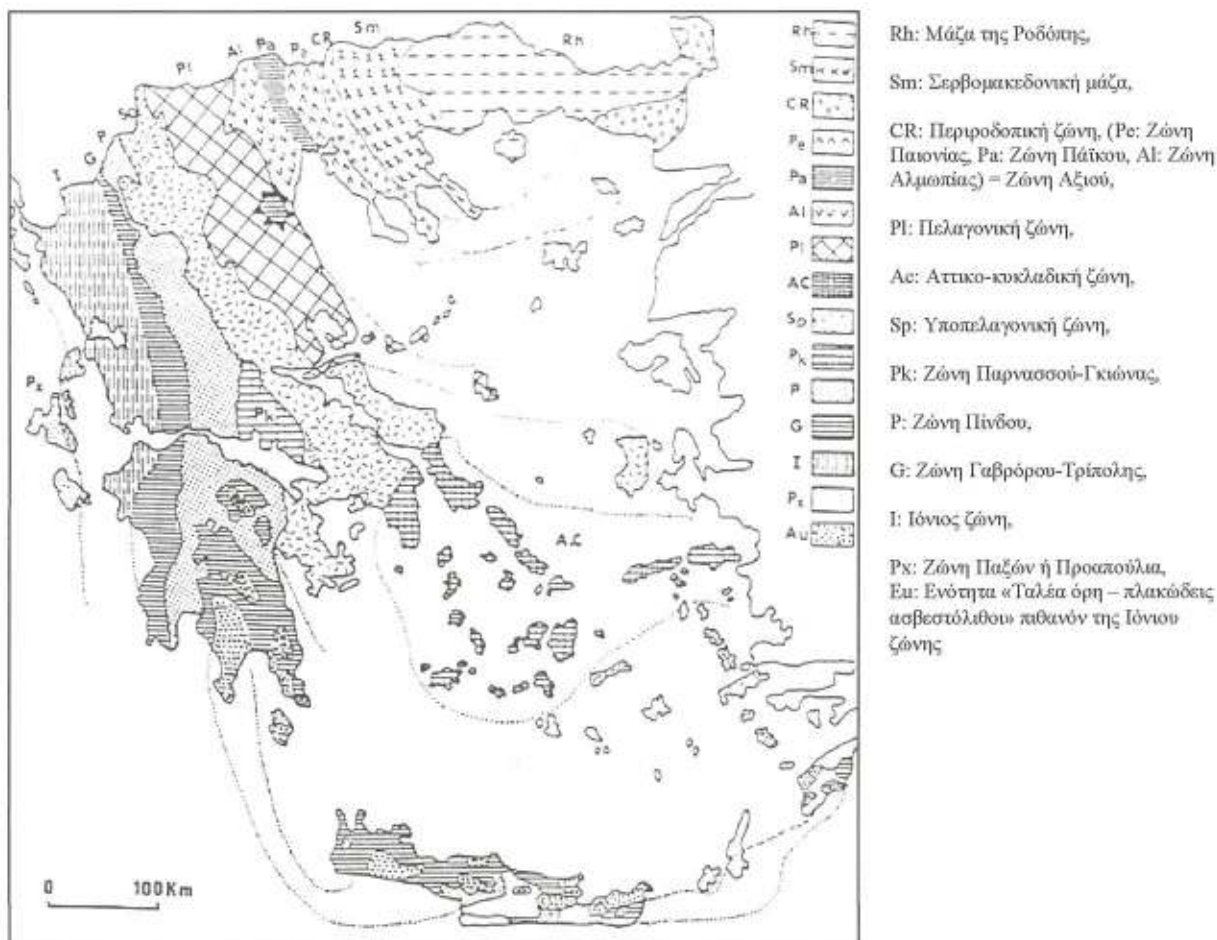 I
G
P
Sp
Pl
Al
Pa
Pe
CR
Sm
Rh
Px
Pk
AC
0 100Km
Rh
Sm
CR
Pe
Pa
Al
Pl
AC
Sp
Pk
P
G
I
Px
Au
Rh: Μάζα της Ροδόπης,
Sm: Σερβομακεδονική μάζα,
CR: Περιροδοπική ζώνη, (Pe: Ζώνη
Παιονίας, Pa: Ζώνη Πάϊκου, Al: Ζώνη
Αλμωπίας) = Ζώνη Αξιού,
Pl: Πελαγονική ζώνη,
Ac: Αττικο-κυκλαδική ζώνη,
Sp: Υποπελαγονική ζώνη,
Pk: Ζώνη Παρνασσού-Γκιώνας,
P: Ζώνη Πίνδου,
G: Ζώνη Γαβρόρου-Τρίπολης,
I: Ιόνιος ζώνη,
Px: Ζώνη Παξών ή Προαπούλια,
Eu: Ενότητα «Ταλέα όρη – πλακώδεις
ασβεστόλιθοι» πιθανόν της Ιόνιου
ζώνης